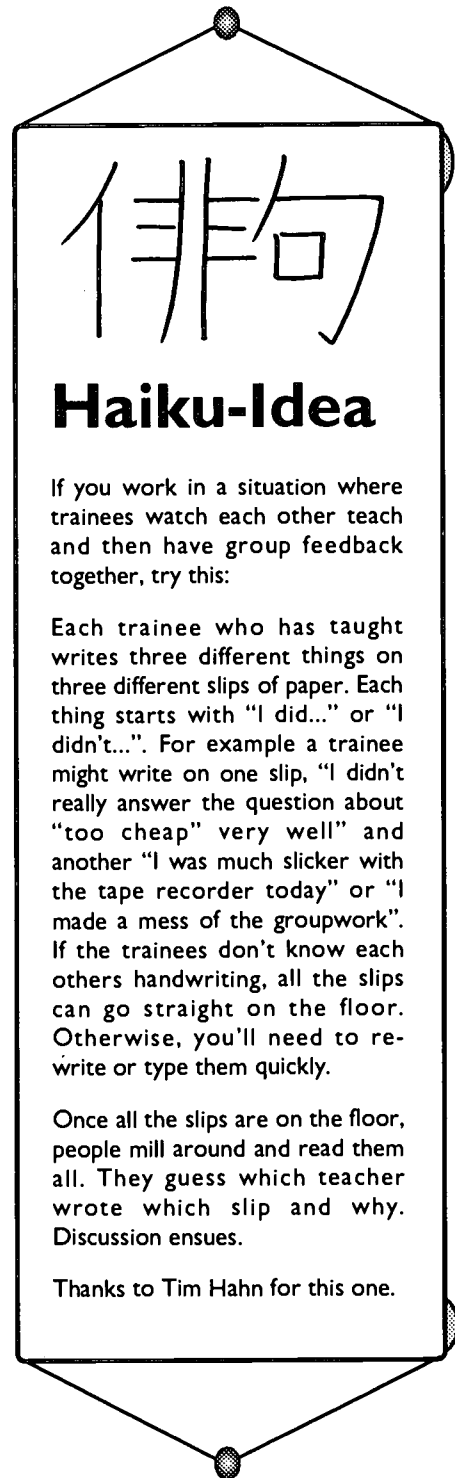 俳句
Haiku-Idea
If you work in a situation where
trainees watch each other teach
and then have group feedback
together, try this:
Each trainee who has taught
writes three different things on
three different slips of paper. Each
thing starts with "I did..." or "I
didn't...". For example a trainee
might write on one slip, "I didn't
really answer the question about
"too cheap" very well" and
another "I was much slicker with
the tape recorder today" or "I
made a mess of the groupwork".
If the trainees don't know each
others handwriting, all the slips
can go straight on the floor.
Otherwise, you'll need to re-
write or type them quickly.
Once all the slips are on the floor,
people mill around and read them
all. They guess which teacher
wrote which slip and why.
Discussion ensues.
Thanks to Tim Hahn for this one.